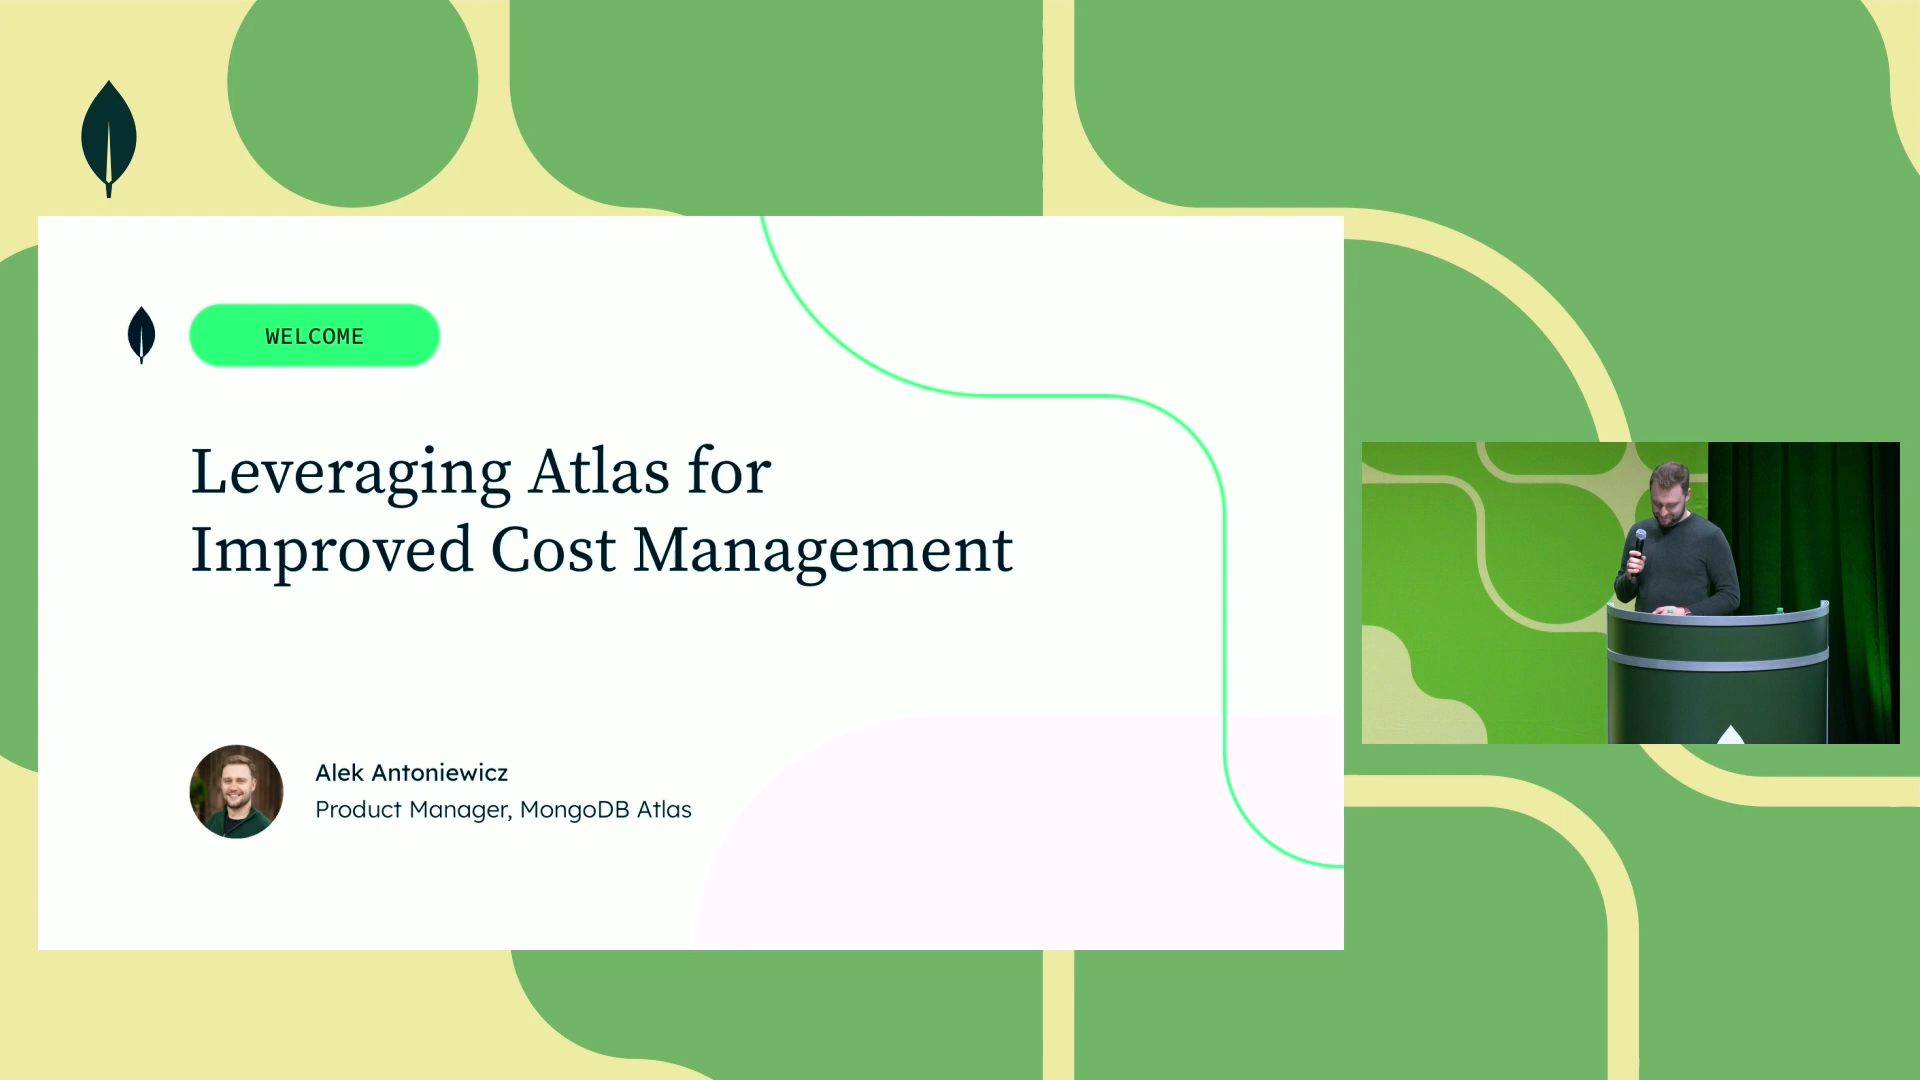 WELCOME
Leveraging Atlas for
Improved Cost Management
Alek Antoniewicz
Product Manager, MongoDB Atlas